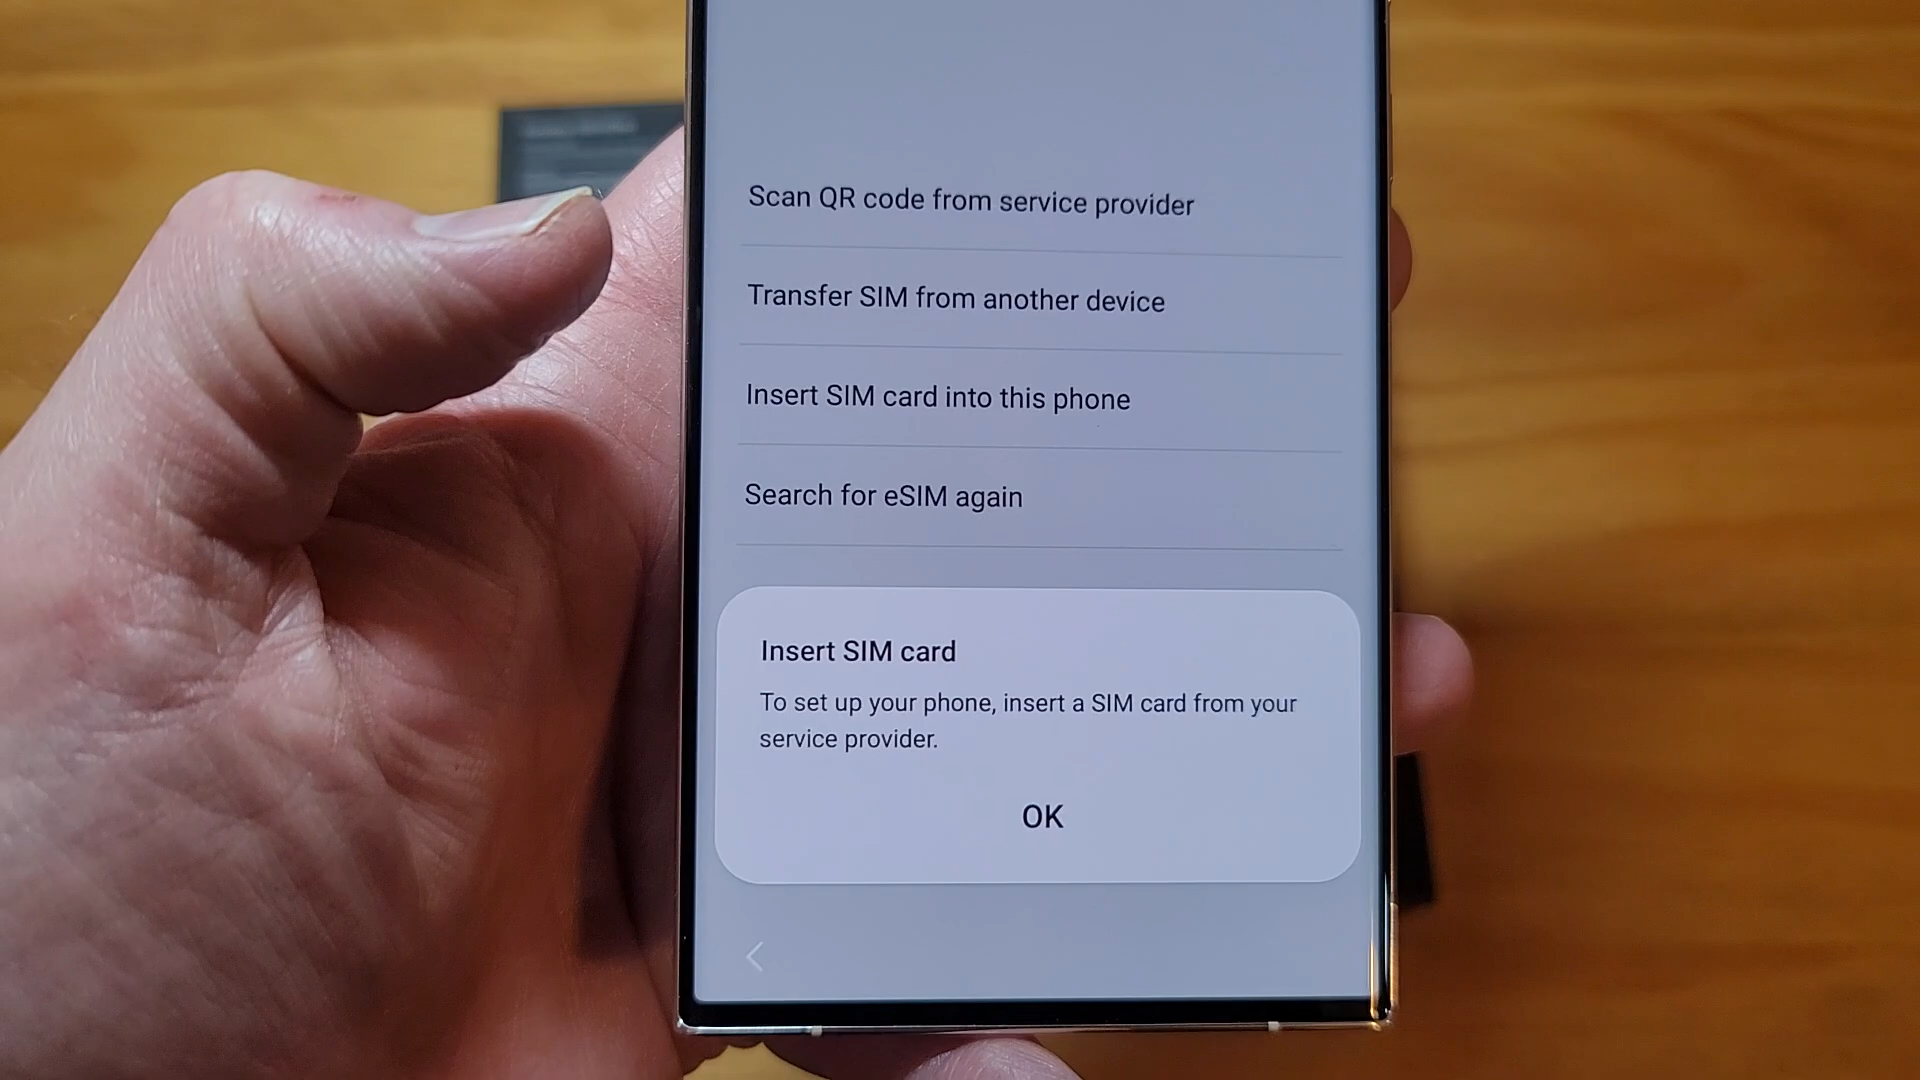 Scan QR code from service provider
Transfer SIM from another device
Insert SIM card into this phone
Search for eSIM again
Insert SIM card
To set up your phone, insert a SIM card from your
service provider.
OK